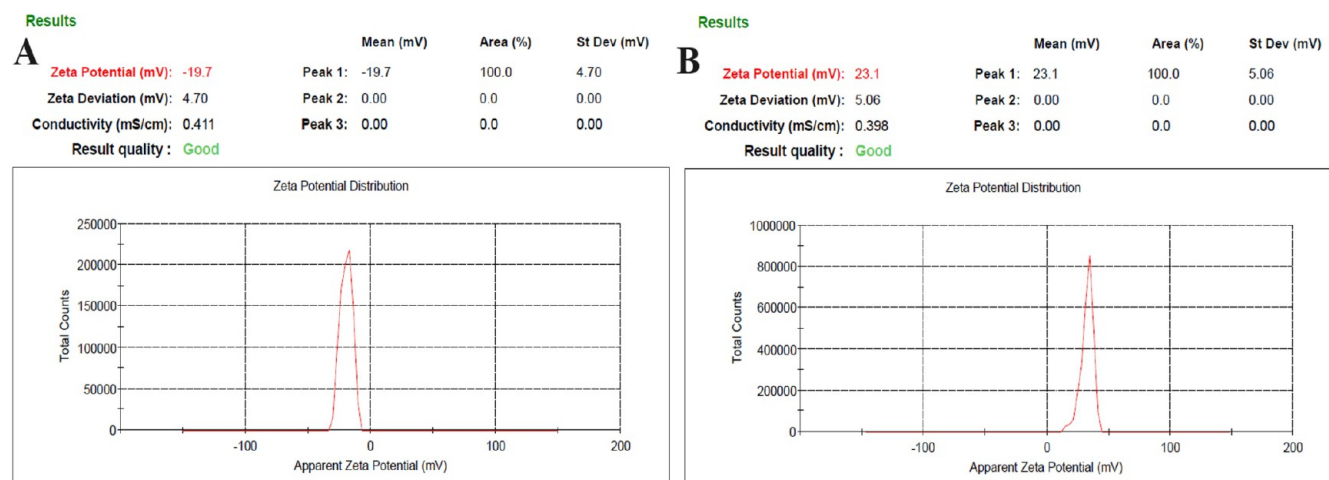 Results
A
Mean (mV) Area (%) St Dev (mV)
Zeta Potential (mV): -19.7 Peak 1: -19.7 100.0 4.70
Zeta Deviation (mV): 4.70 Peak 2: 0.00 0.0 0.00
Conductivity (mS/cm): 0.411 Peak 3: 0.00 0.0 0.00
Result quality : Good
Zeta Potential Distribution
250000
200000
150000
100000
50000
0
Total Counts
-100 0 100 200
Apparent Zeta Potential (mV)
Results
B
Mean (mV) Area (%) St Dev (mV)
Zeta Potential (mV): 23.1 Peak 1: 23.1 100.0 5.06
Zeta Deviation (mV): 5.06 Peak 2: 0.00 0.0 0.00
Conductivity (mS/cm): 0.398 Peak 3: 0.00 0.0 0.00
Result quality : Good
Zeta Potential Distribution
1000000
800000
600000
400000
200000
0
Total Counts
-100 0 100 200
Apparent Zeta Potential (mV)